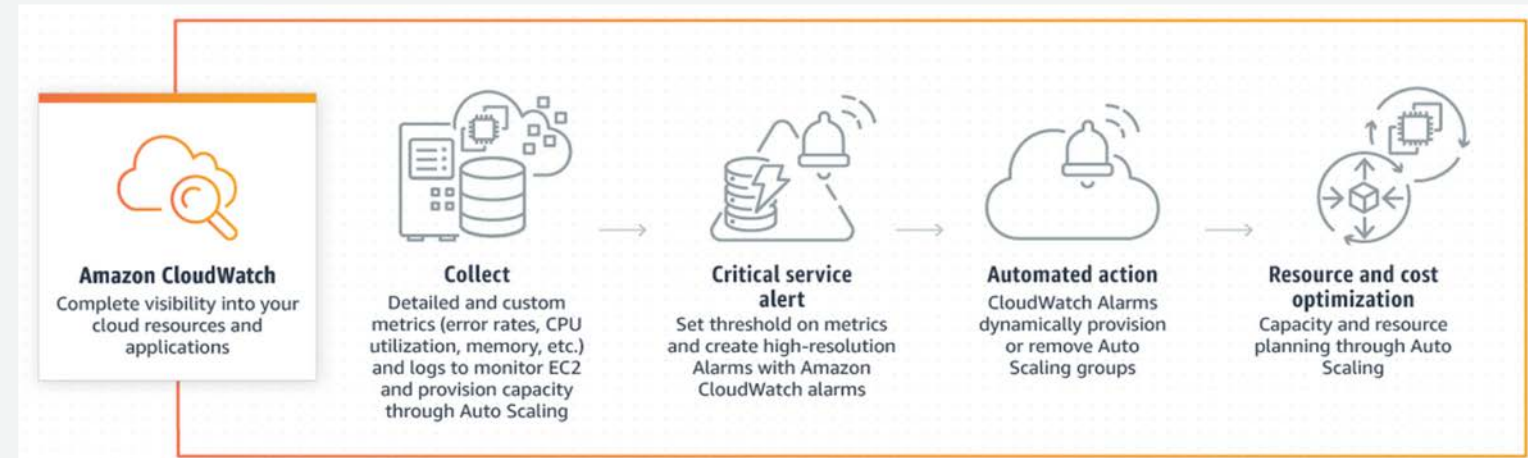 Amazon CloudWatch
Complete visibility into your
cloud resources and
applications
Collect
Detailed and custom
metrics (error rates, CPU
utilization, memory, etc.)
and logs to monitor EC2
and provision capacity
through Auto Scaling
Critical service
alert
Set threshold on metrics
and create high-resolution
Alarms with Amazon
CloudWatch alarms
Automated action
CloudWatch Alarms
dynamically provision
or remove Auto
Scaling groups
Resource and cost
optimization
Capacity and resource
planning through Auto
Scaling